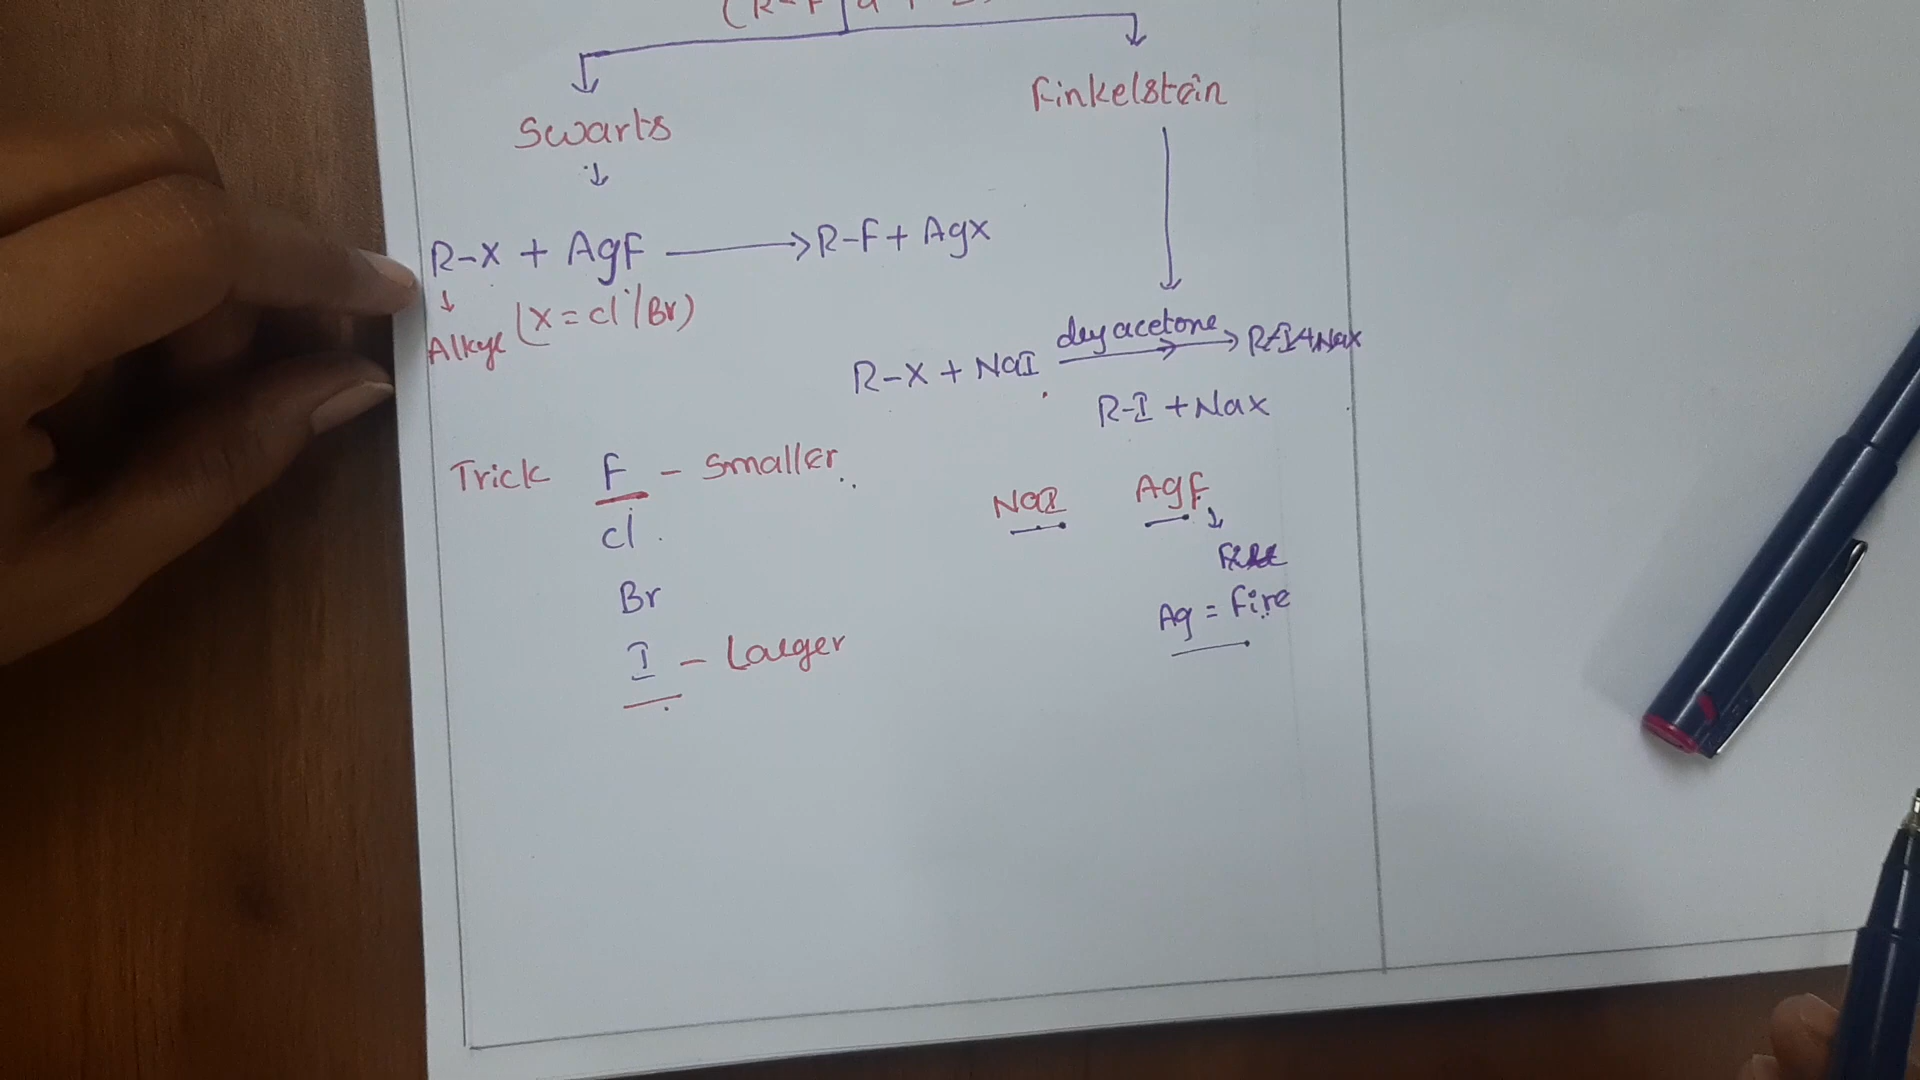 Swarts
Finkelstein
R-X + AgF → R-F + Agx
↓
Alkyl (X = cl / Br)
R-X + NaI dry acetone → R-I + Nax
R-I + Nax
Trick F - Smaller
cl
Br
I - Larger
NaI AgF
↓
Ag = Fire